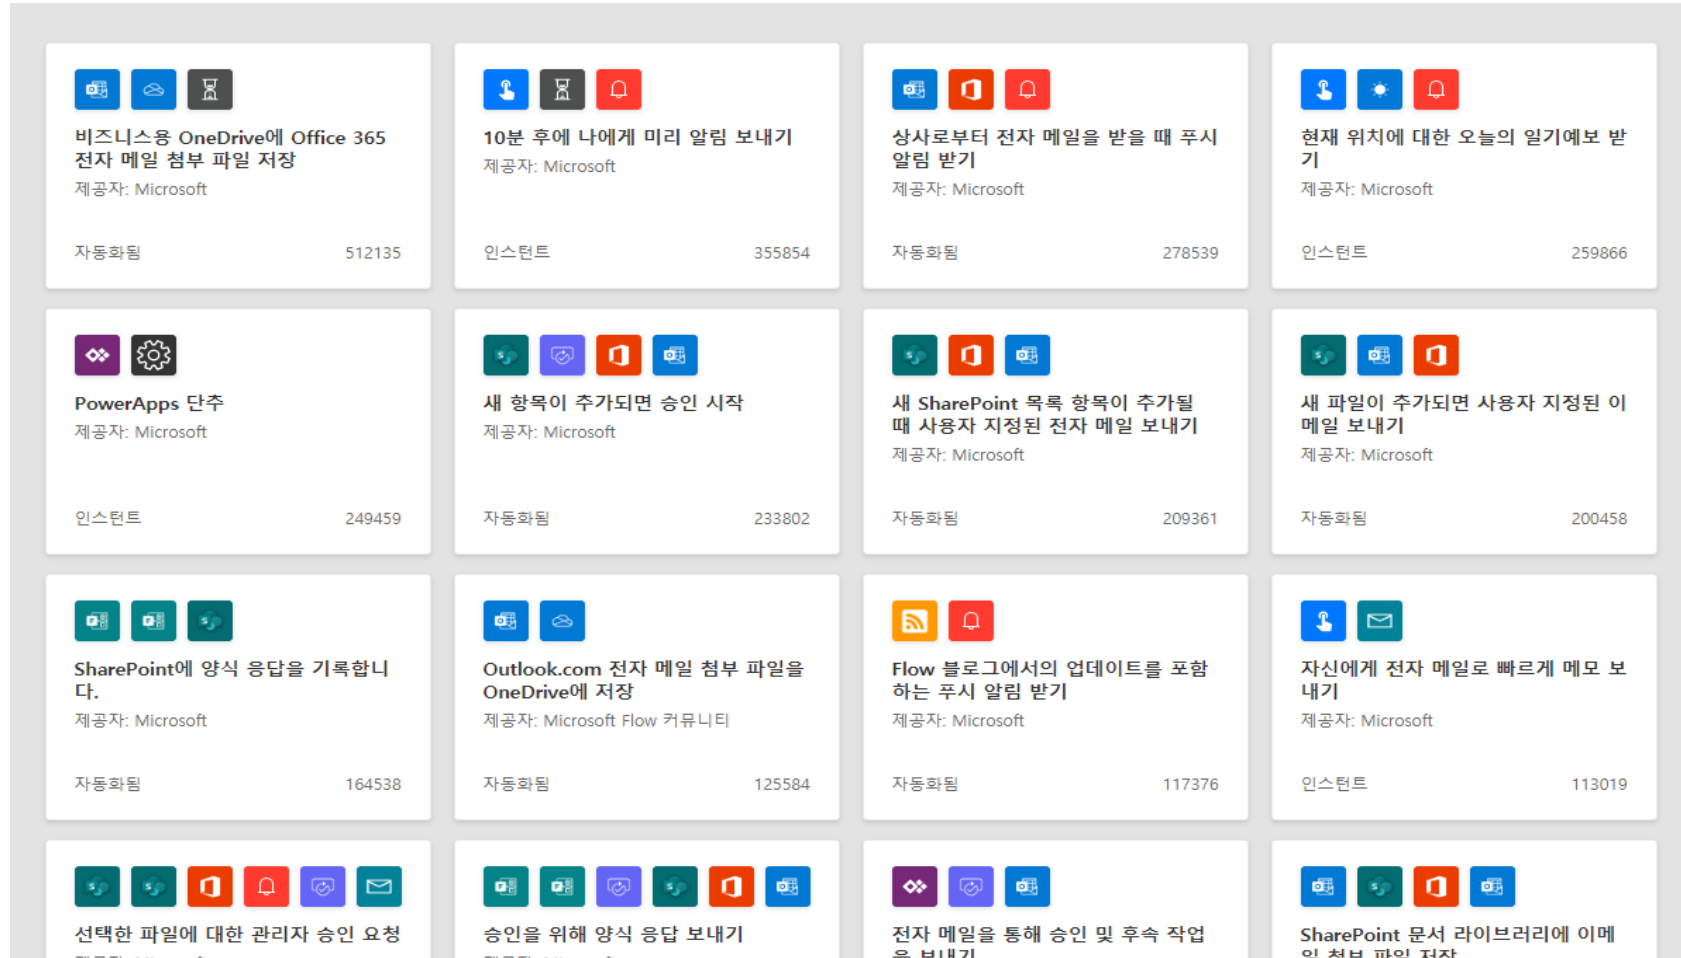 비즈니스용 OneDrive에 Office 365
전자 메일 첨부 파일 저장
제공자: Microsoft
자동화됨
512135
10분 후에 나에게 미리 알림 보내기
제공자: Microsoft
인스턴트
355854
상사로부터 전자 메일을 받을 때 푸시
알림 받기
제공자: Microsoft
자동화됨
278539
현재 위치에 대한 오늘의 일기예보 받
기
제공자: Microsoft
인스턴트
259866
PowerApps 단추
제공자: Microsoft
인스턴트
249459
새 항목이 추가되면 승인 시작
제공자: Microsoft
자동화됨
233802
새 SharePoint 목록 항목이 추가될
때 사용자 지정된 전자 메일 보내기
제공자: Microsoft
자동화됨
209361
새 파일이 추가되면 사용자 지정된 이
메일 보내기
제공자: Microsoft
자동화됨
200458
SharePoint에 양식 응답을 기록합니
다.
제공자: Microsoft
자동화됨
164538
Outlook.com 전자 메일 첨부 파일을
OneDrive에 저장
제공자: Microsoft Flow 커뮤니티
자동화됨
125584
Flow 블로그에서의 업데이트를 포함
하는 푸시 알림 받기
제공자: Microsoft
자동화됨
117376
자신에게 전자 메일로 빠르게 메모 보
내기
제공자: Microsoft
인스턴트
113019
선택한 파일에 대한 관리자 승인 요청
승인을 위해 양식 응답 보내기
전자 메일을 통해 승인 및 후속 작업
을 보내기
SharePoint 문서 라이브러리에 이메
일 첨부 파일 저장